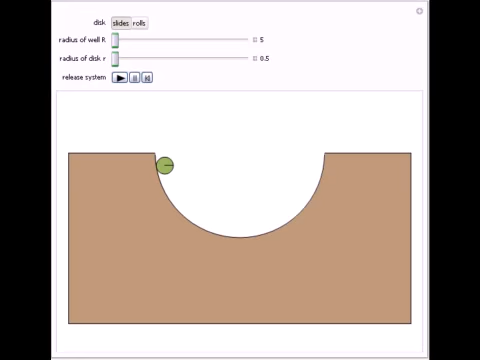 disk slides rolls
radius of well R 5
radius of disk r 0.5
release system